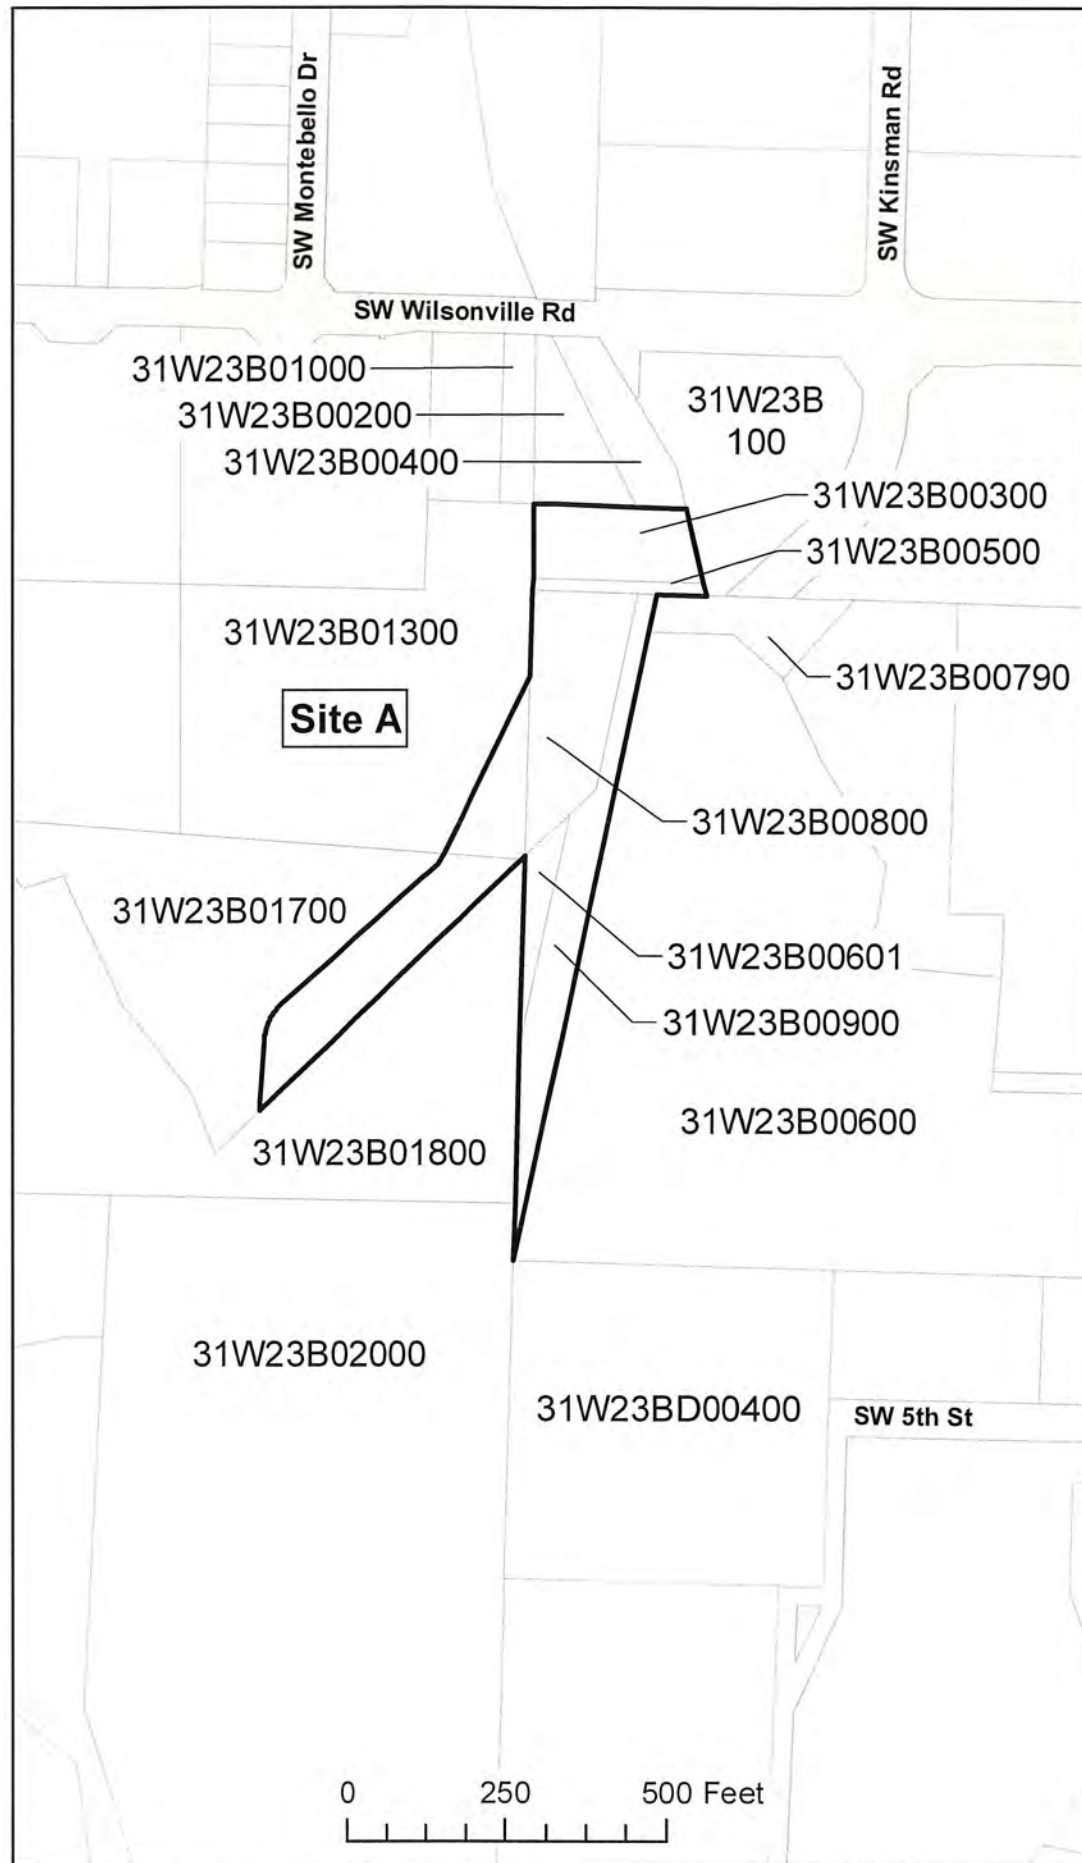 SW Montebello Dr
SW Kinsman Rd
SW Wilsonville Rd
31W23B01000
31W23B00200
31W23B00400
31W23B
100
31W23B00300
31W23B00500
31W23B01300
31W23B00790
Site A
31W23B00800
31W23B01700
31W23B00601
31W23B00900
31W23B00600
31W23B01800
31W23B02000
31W23BD00400
SW 5th St
0 250 500 Feet